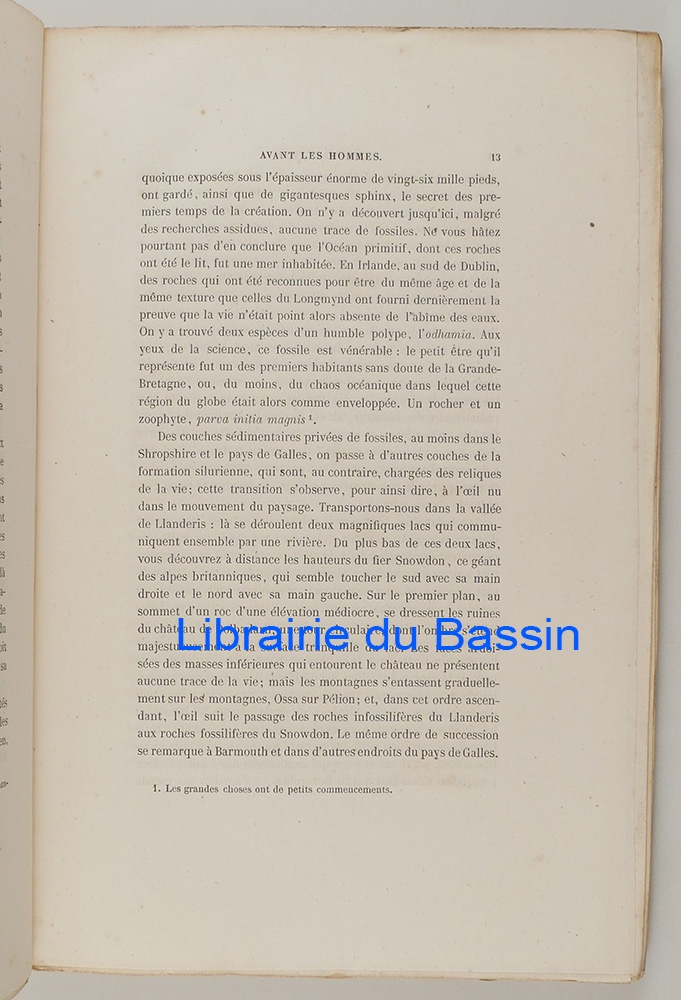 AVANT LES HOMMES. 13
quoique exposées sous l'épaisseur énorme de vingt-six mille pieds,
ont gardé, ainsi que de gigantesques sphinx, le secret des pre-
miers temps de la création. On n'y a découvert jusqu'ici, malgré
des recherches assidues, aucune trace de fossiles. Ne vous hâtez
pourtant pas d'en conclure que l'Océan primitif, dont ces roches
ont été le lit, fut une mer inhabitée. En Irlande, au sud de Dublin,
des roches qui ont été reconnues pour être du même âge et de la
même texture que celles du Longmynd ont fourni dernièrement la
preuve que la vie n'était point alors absente de l'abîme des eaux.
On y a trouvé deux espèces d'un humble polype, l'odhamia. Aux
yeux de la science, ce fossile est vénérable : le petit être qu'il
représente fut un des premiers habitants sans doute de la Grande-
Bretagne, ou, du moins, du chaos océanique dans lequel cette
région du globe était alors comme enveloppée. Un rocher et un
zoophyte, parva initia magnis 1.
Des couches sédimentaires privées de fossiles, au moins dans le
Shropshire et le pays de Galles, on passe à d'autres couches de la
formation silurienne, qui sont, au contraire, chargées des reliques
de la vie; cette transition s'observe, pour ainsi dire, à l'œil nu
dans le mouvement du paysage. Transportons-nous dans la vallée
de Llanderis : là se déroulent deux magnifiques lacs qui commu-
niquent ensemble par une rivière. Du plus bas de ces deux lacs,
vous découvrez à distance les hauteurs du fier Snowdon, ce géant
des alpes britanniques, qui semble toucher le sud avec sa main
droite et le nord avec sa main gauche. Sur le premier plan, au
sommet d'un roc d'une élévation médiocre, se dressent les ruines
du château de
majestueusement à la surface tranquille du lac. Les
sées des masses inférieures qui entourent le château ne présentent
aucune trace de la vie; mais les montagnes s'entassent graduelle-
ment sur les montagnes, Ossa sur Pélion; et, dans cet ordre ascen-
dant, l'œil suit le passage des roches infossilifères du Llanderis
aux roches fossilifères du Snowdon. Le même ordre de succession
se remarque à Barmouth et dans d'autres endroits du pays de Galles.
1. Les grandes choses ont de petits commencements.
Librairie du Bassin